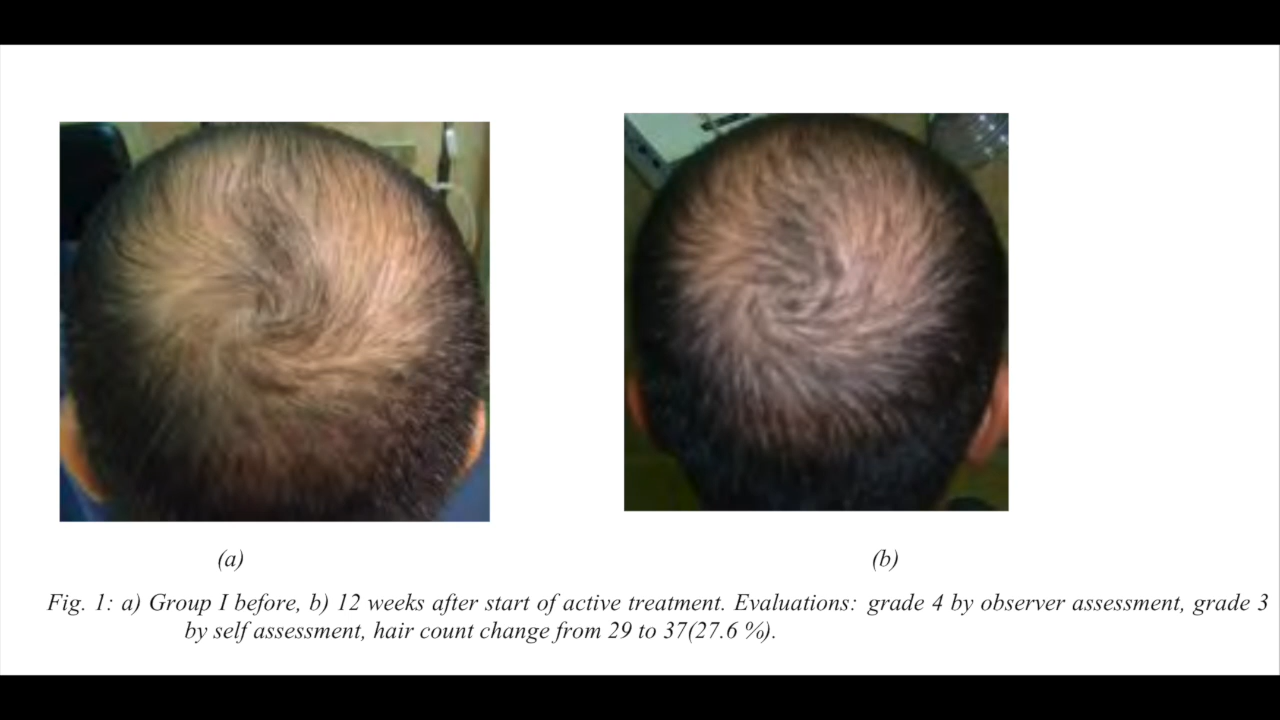 (a)
(b)
Fig. 1: a) Group I before, b) 12 weeks after start of active treatment. Evaluations: grade 4 by observer assessment, grade 3
by self assessment, hair count change from 29 to 37(27.6 %).